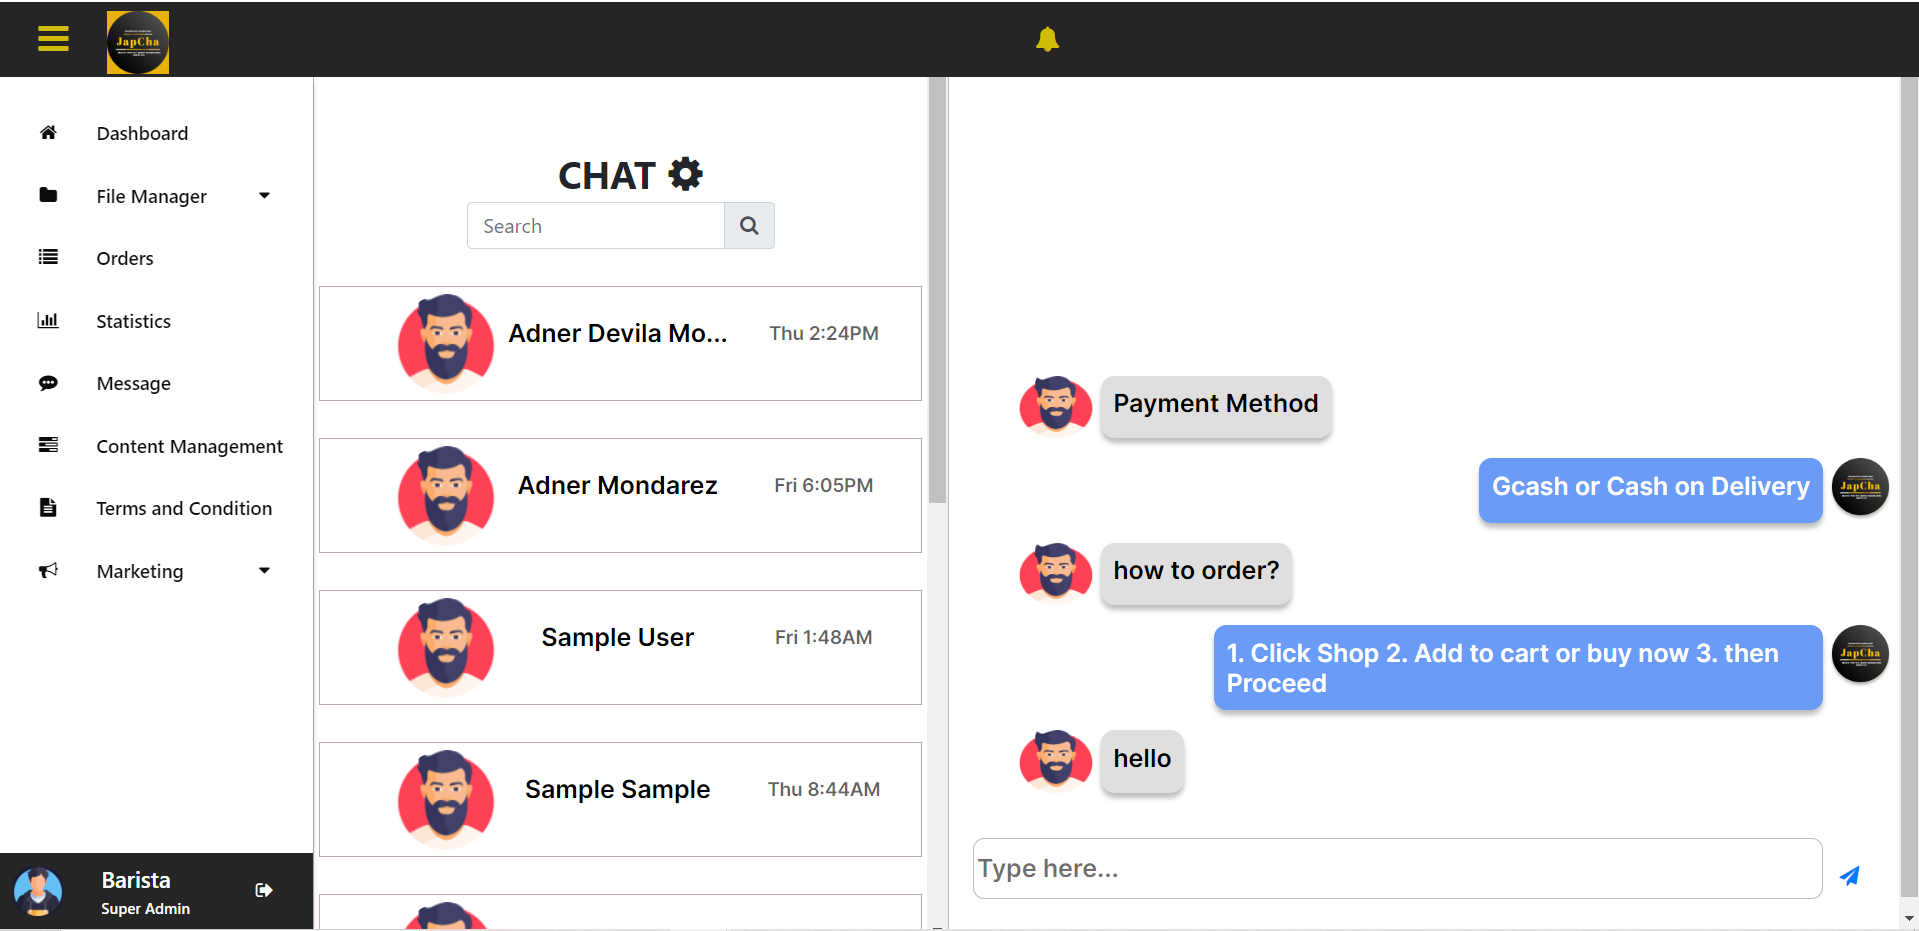 JapCha
Dashboard
File Manager
Orders
Statistics
Message
Content Management
Terms and Condition
Marketing
Barista
Super Admin
CHAT
Search
Adner Devila Mo...
Thu 2:24PM
Adner Mondarez
Fri 6:05PM
Sample User
Fri 1:48AM
Sample Sample
Thu 8:44AM
Payment Method
Gcash or Cash on Delivery
JapCha
how to order?
1. Click Shop 2. Add to cart or buy now 3. then
Proceed
JapCha
hello
Type here...